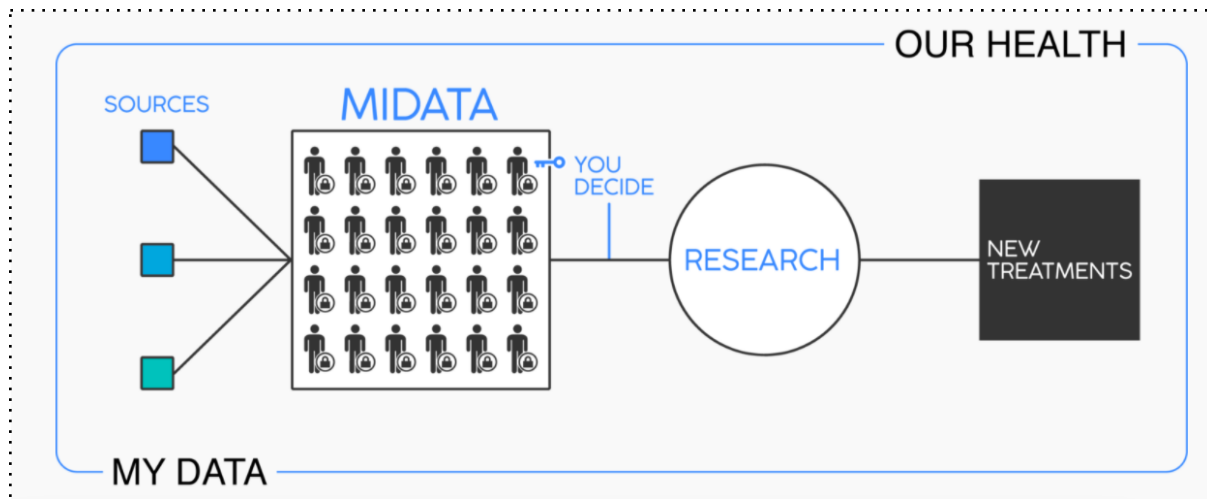 OUR HEALTH
SOURCES
MIDATA
YOU
DECIDE
RESEARCH
NEW
TREATMENTS
MY DATA